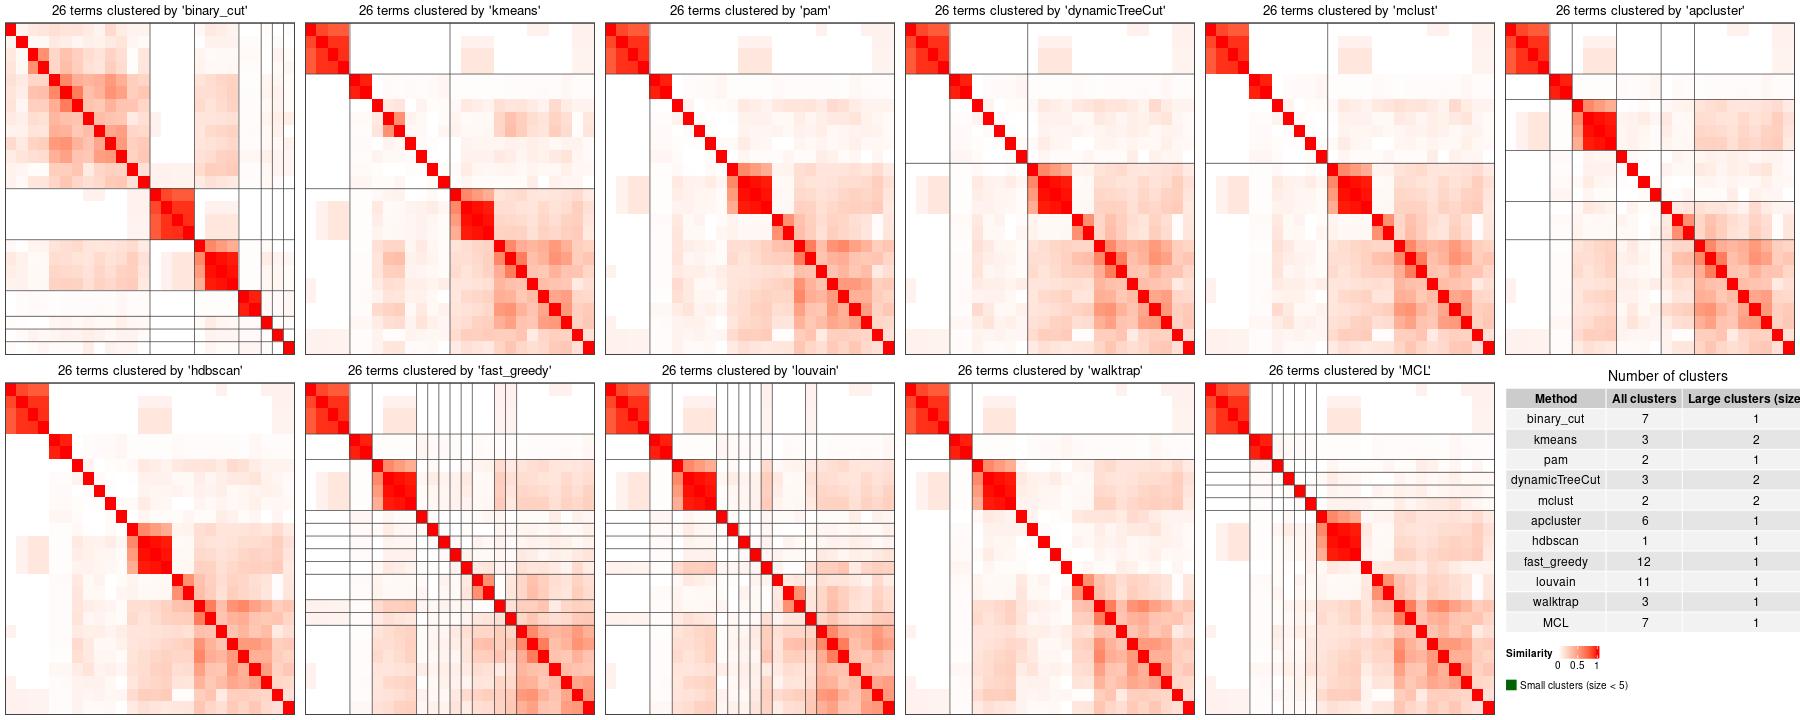 26 terms clustered by 'binary_cut'
26 terms clustered by 'kmeans'
26 terms clustered by 'pam'
26 terms clustered by 'dynamicTreeCut'
26 terms clustered by 'mclust'
26 terms clustered by 'apcluster'
26 terms clustered by 'hdbscan'
26 terms clustered by 'fast_greedy'
26 terms clustered by 'louvain'
26 terms clustered by 'walktrap'
26 terms clustered by 'MCL'
Number of clusters
Method All clusters Large clusters (size
binary_cut 7 1
kmeans 3 2
pam 2 1
dynamicTreeCut 3 2
mclust 2 2
apcluster 6 1
hdbscan 1 1
fast_greedy 12 1
louvain 11 1
walktrap 3 1
MCL 7 1
Similarity
0 0.5 1
Small clusters (size < 5)